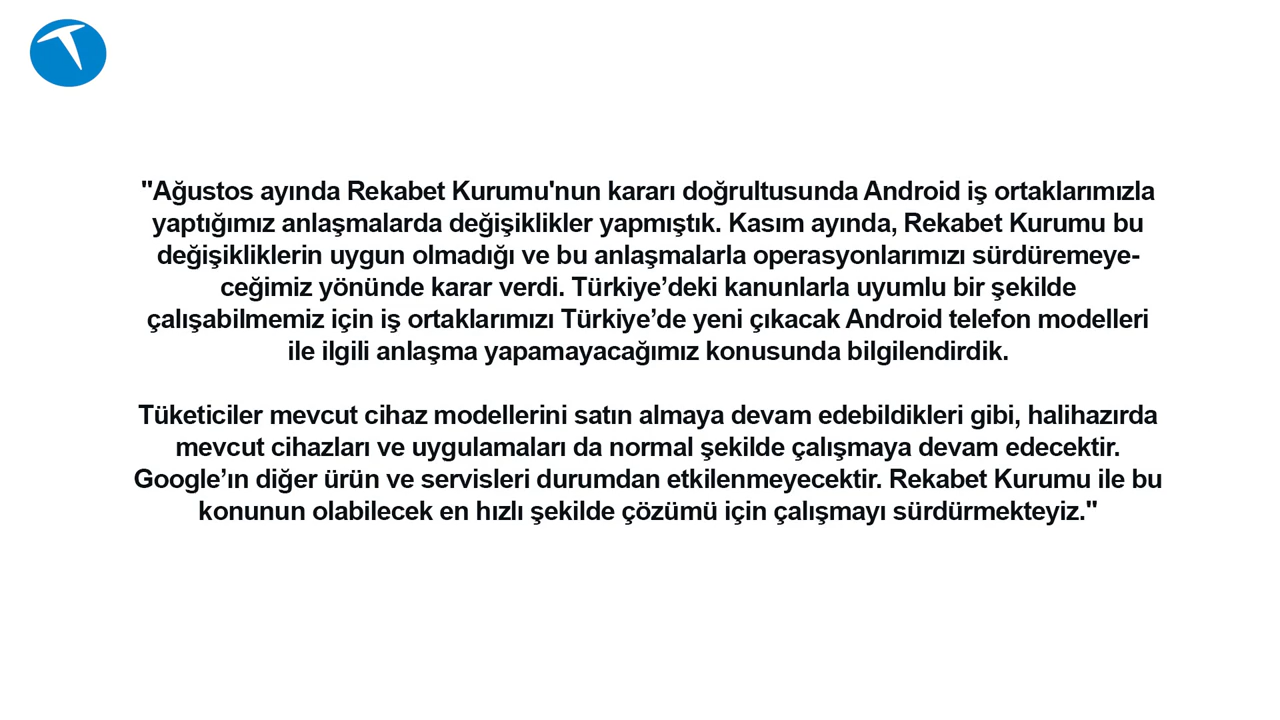 "Ağustos ayında Rekabet Kurumu'nun kararı doğrultusunda Android iş ortaklarımızla
yaptığımız anlaşmalarda değişiklikler yapmıştık. Kasım ayında, Rekabet Kurumu bu
değişikliklerin uygun olmadığı ve bu anlaşmalarla operasyonlarımızı sürdüremeye-
ceğimiz yönünde karar verdi. Türkiye’deki kanunlarla uyumlu bir şekilde
çalışabilmemiz için iş ortaklarımızı Türkiye’de yeni çıkacak Android telefon modelleri
ile ilgili anlaşma yapamayacağımız konusunda bilgilendirdik.
Tüketiciler mevcut cihaz modellerini satın almaya devam edebildikleri gibi, halihazırda
mevcut cihazları ve uygulamaları da normal şekilde çalışmaya devam edecektir.
Google’ın diğer ürün ve servisleri durumdan etkilenmeyecektir. Rekabet Kurumu ile bu
konunun olabilecek en hızlı şekilde çözümü için çalışmayı sürdürmekteyiz."